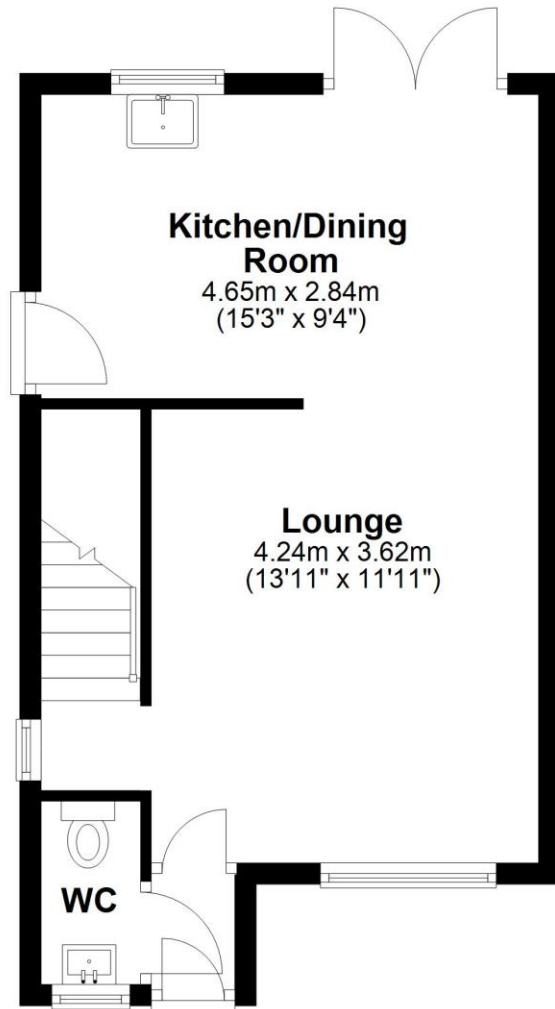 Kitchen/Dining
Room
4.65m x 2.84m
(15'3" x 9'4")
Lounge
4.24m x 3.62m
(13'11" x 11'11")
WC